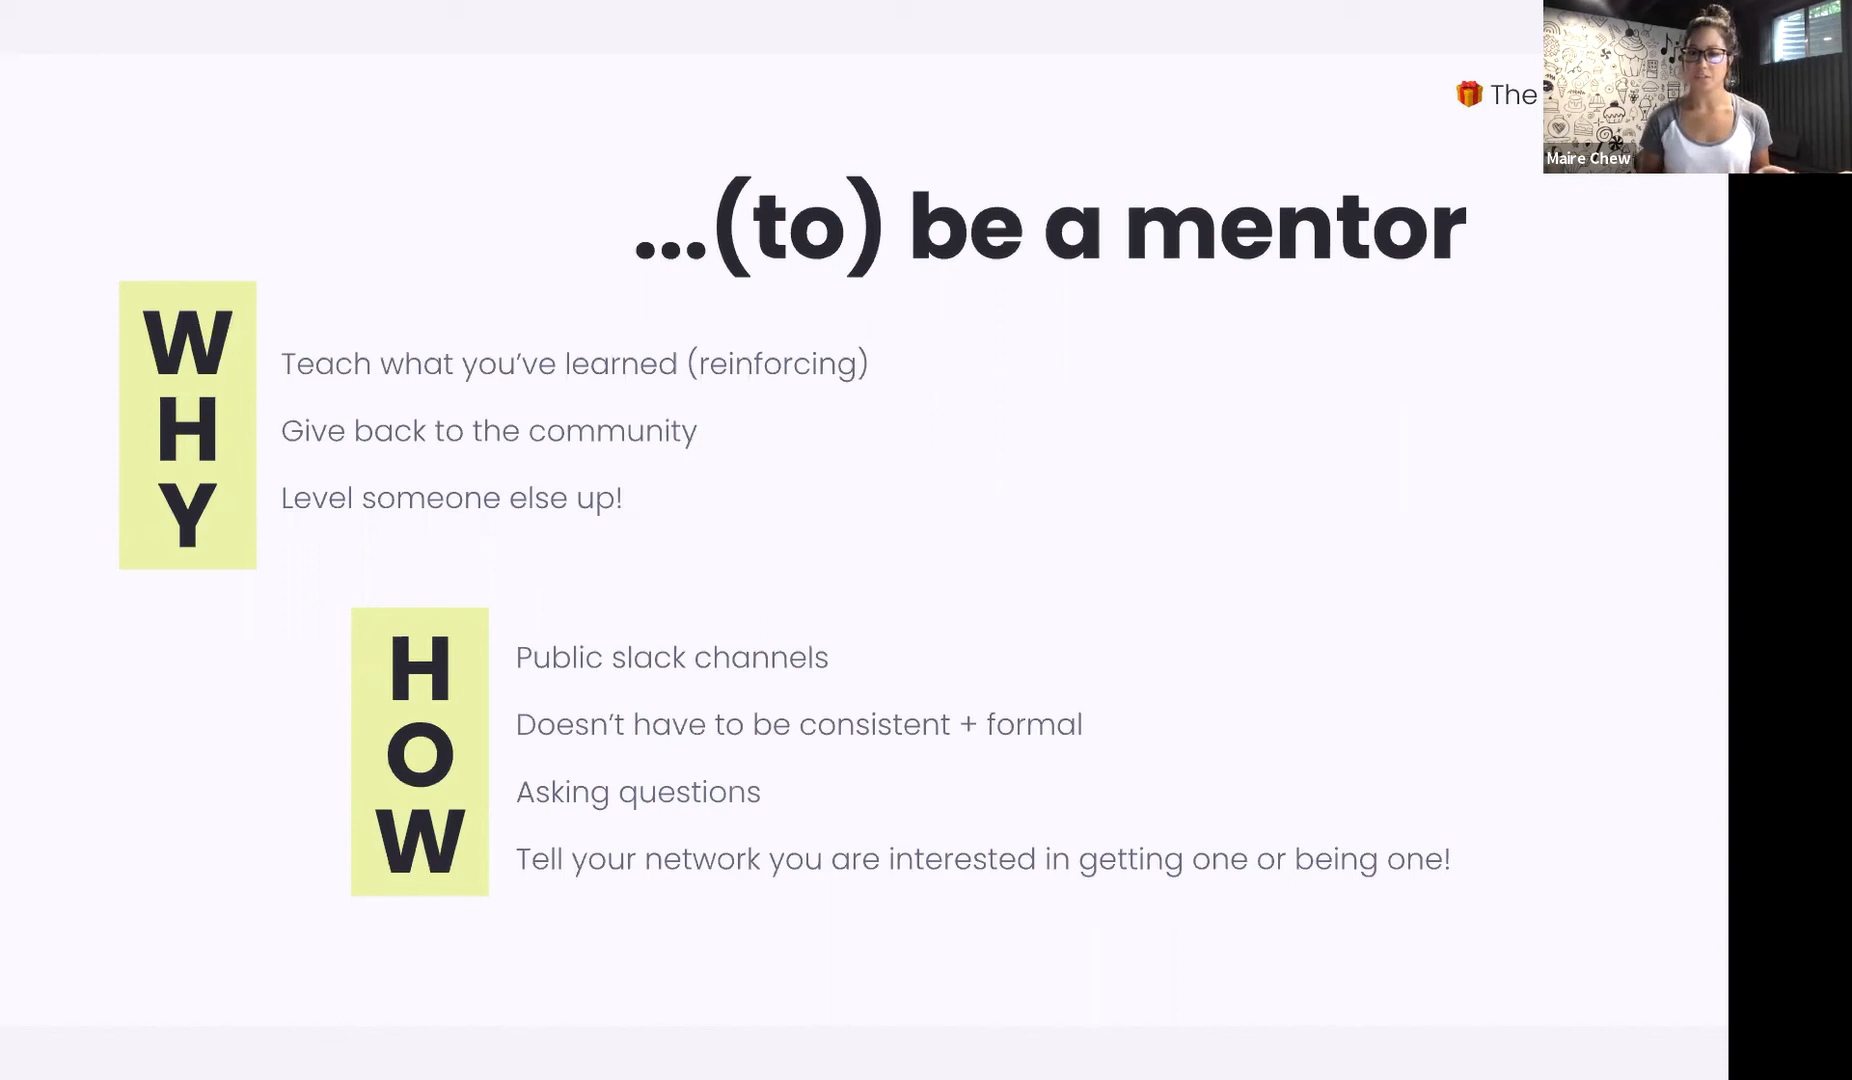 🎁 The
Maire Chew
...(to) be a mentor
WHY
Teach what you’ve learned (reinforcing)
Give back to the community
Level someone else up!
HOW
Public slack channels
Doesn’t have to be consistent + formal
Asking questions
Tell your network you are interested in getting one or being one!